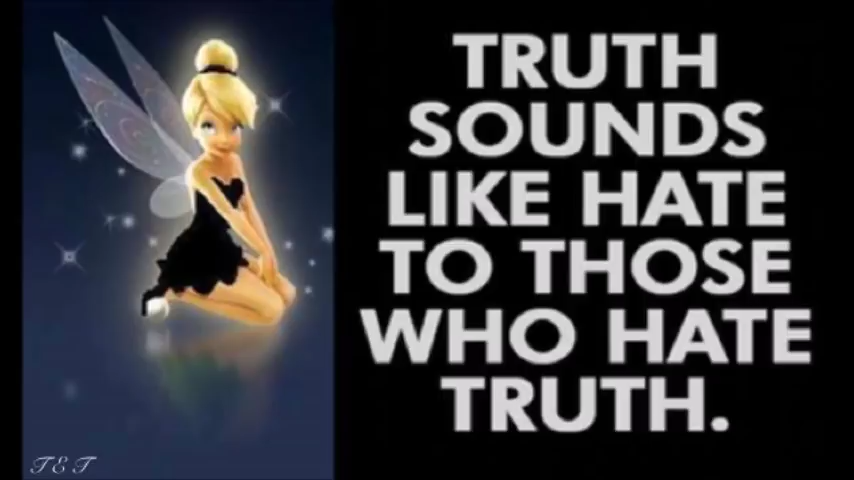 TRUTH
SOUNDS
LIKE HATE
TO THOSE
WHO HATE
TRUTH.
T&T